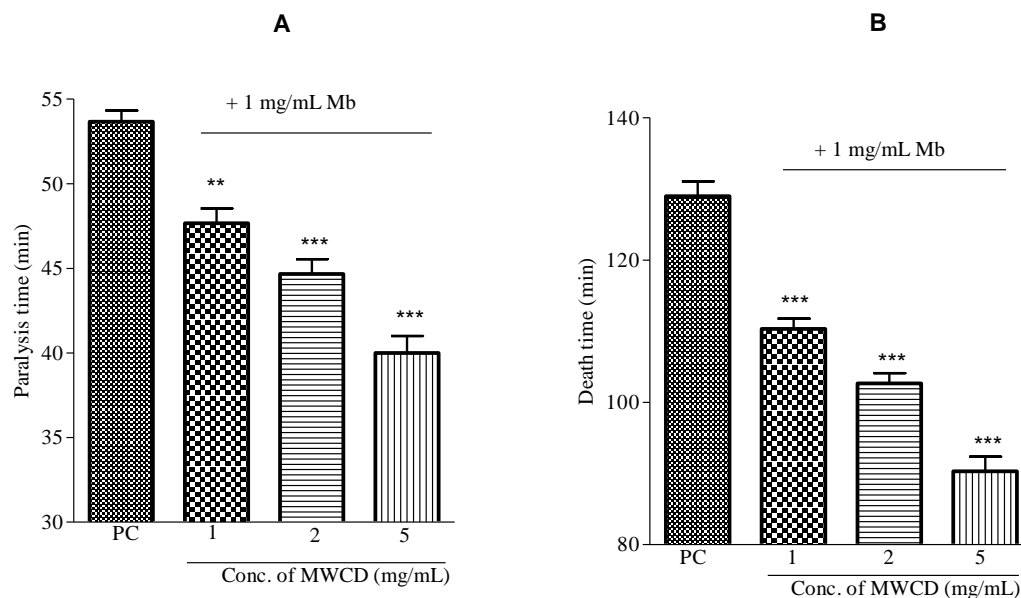 A
+ 1 mg/mL Mb
Paralysis time (min)
55
50
45
40
35
30
**
***
***
PC
1
2
5
Conc. of MWCD (mg/mL)
B
+ 1 mg/mL Mb
Death time (min)
140
120
100
80
***
***
***
PC
1
2
5
Conc. of MWCD (mg/mL)